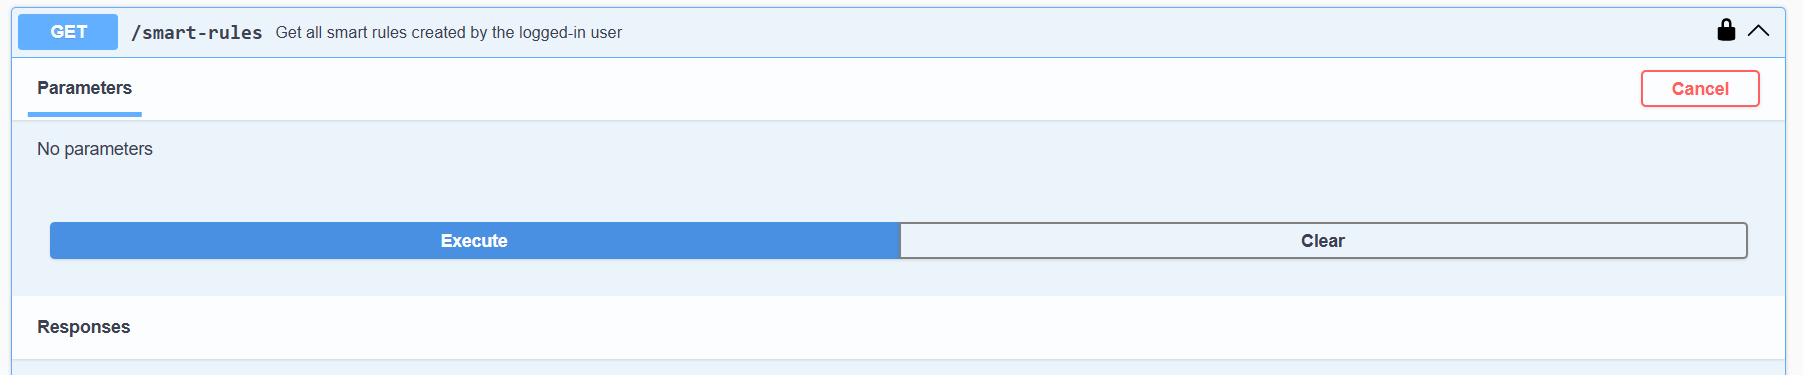 GET /smart-rules Get all smart rules created by the logged-in user
Parameters Cancel
No parameters
Execute Clear
Responses